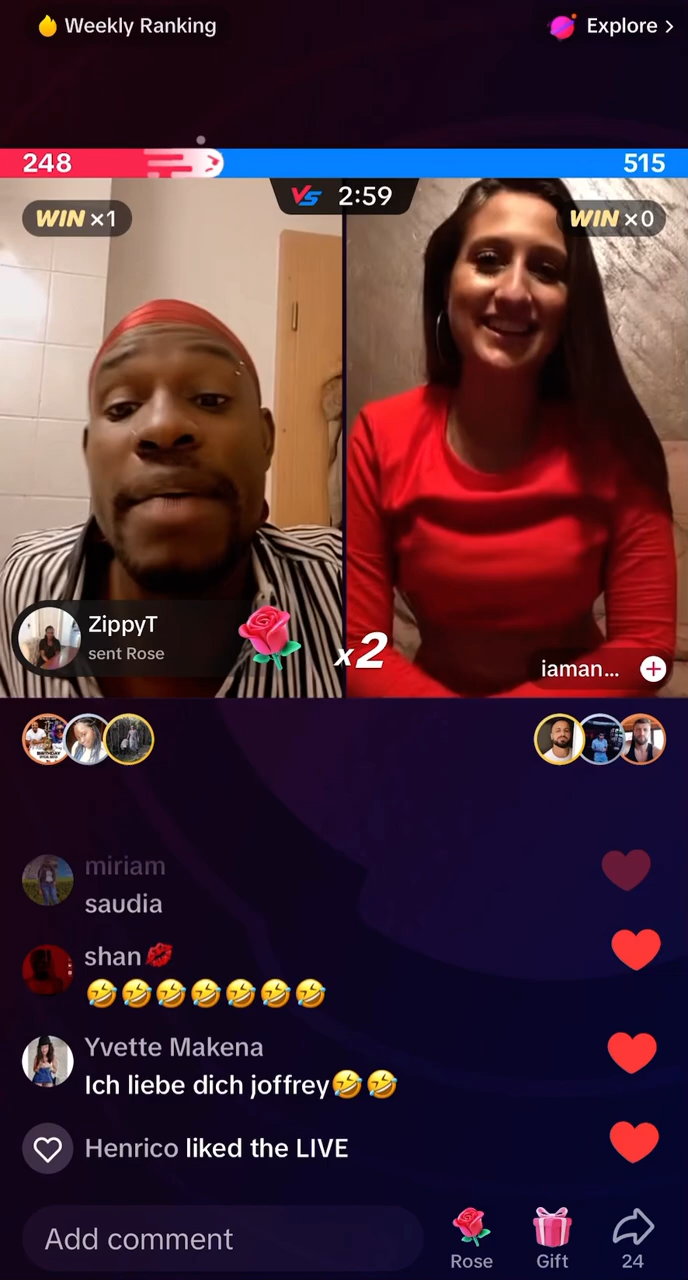 Weekly Ranking
Explore >
248
515
VS 2:59
WIN ×1
WIN ×0
ZippyT
sent Rose
x2
iaman...
miriam
saudia
shan💋
🤣🤣🤣🤣🤣🤣🤣
Yvette Makena
Ich liebe dich joffrey🤣🤣
Henrico liked the LIVE
Add comment
Rose
Gift
24